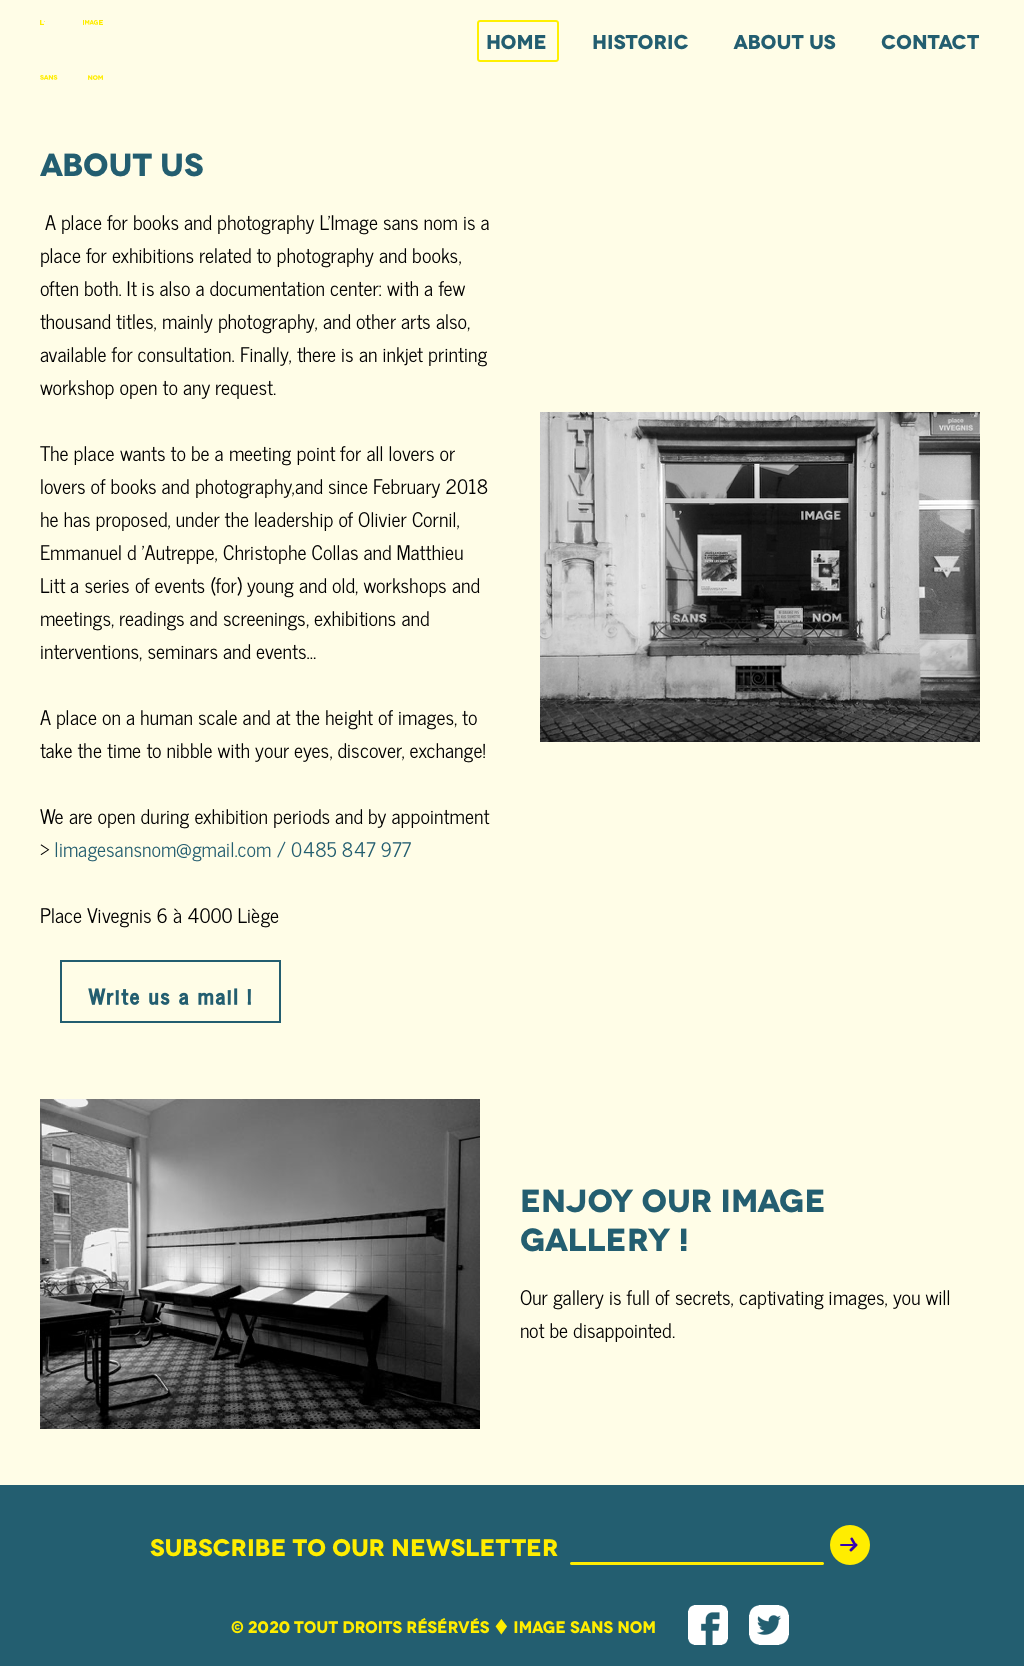 L' IMAGE
SANS NOM
HOME HISTORIC ABOUT US CONTACT
ABOUT US
A place for books and photography L'Image sans nom is a
place for exhibitions related to photography and books,
often both. It is also a documentation center: with a few
thousand titles, mainly photography, and other arts also,
available for consultation. Finally, there is an inkjet printing
workshop open to any request.
The place wants to be a meeting point for all lovers or
lovers of books and photography,and since February 2018
he has proposed, under the leadership of Olivier Cornil,
Emmanuel d 'Autreppe, Christophe Collas and Matthieu
Litt a series of events (for) young and old, workshops and
meetings, readings and screenings, exhibitions and
interventions, seminars and events...
A place on a human scale and at the height of images, to
take the time to nibble with your eyes, discover, exchange!
We are open during exhibition periods and by appointment
> limagesansnom@gmail.com / 0485 847 977
Place Vivegnis 6 à 4000 Liège
Write us a mail !
place
VIVEGNIS
L' IMAGE
SANS NOM
ENJOY OUR IMAGE
GALLERY !
Our gallery is full of secrets, captivating images, you will
not be disappointed.
SUBSCRIBE TO OUR NEWSLETTER
© 2020 TOUT DROITS RÉSÉRVÉS ♦ IMAGE SANS NOM